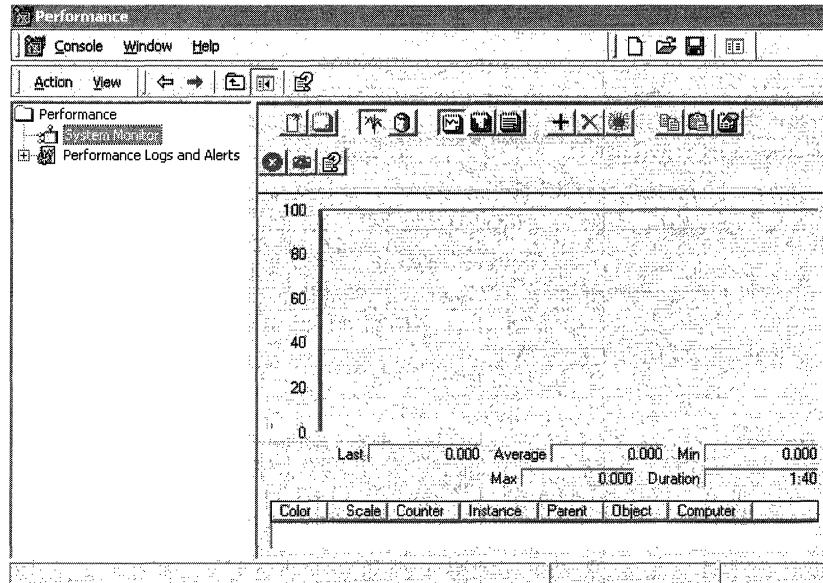 Performance
Console Window Help
Action View
Performance
System Monitor
Performance Logs and Alerts
100
80
60
40
20
0
Last 0.000 Average 0.000 Min 0.000
Max 0.000 Duration 1:40
Color Scale Counter Instance Parent Object Computer